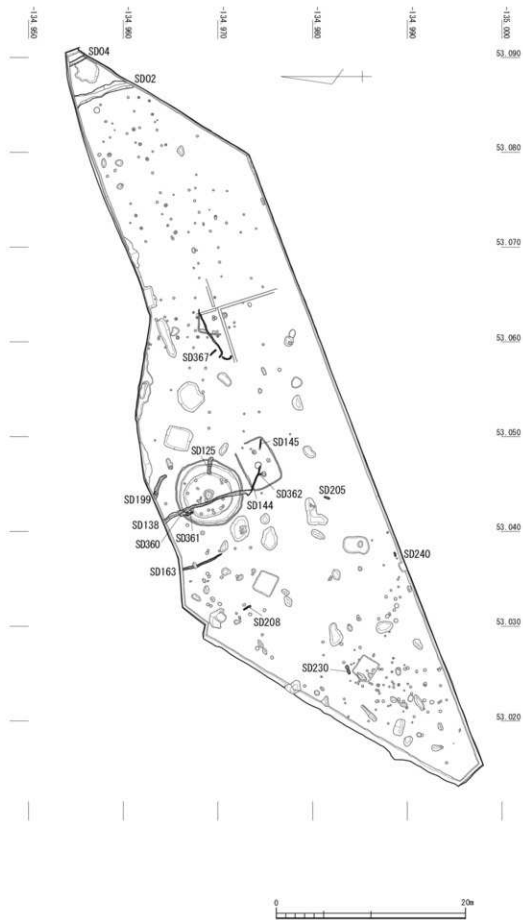 -134,950
-134,960
-134,970
-134,980
-134,990
-135,000
53,090
SD04
SD02
53,080
53,070
53,060
SD367
53,050
SD145
SD125
SD199
SD362
SD205
SD138
SD144
53,040
SD360
SD361
SD240
SD163
53,030
SD208
SD230
53,020
0
20m